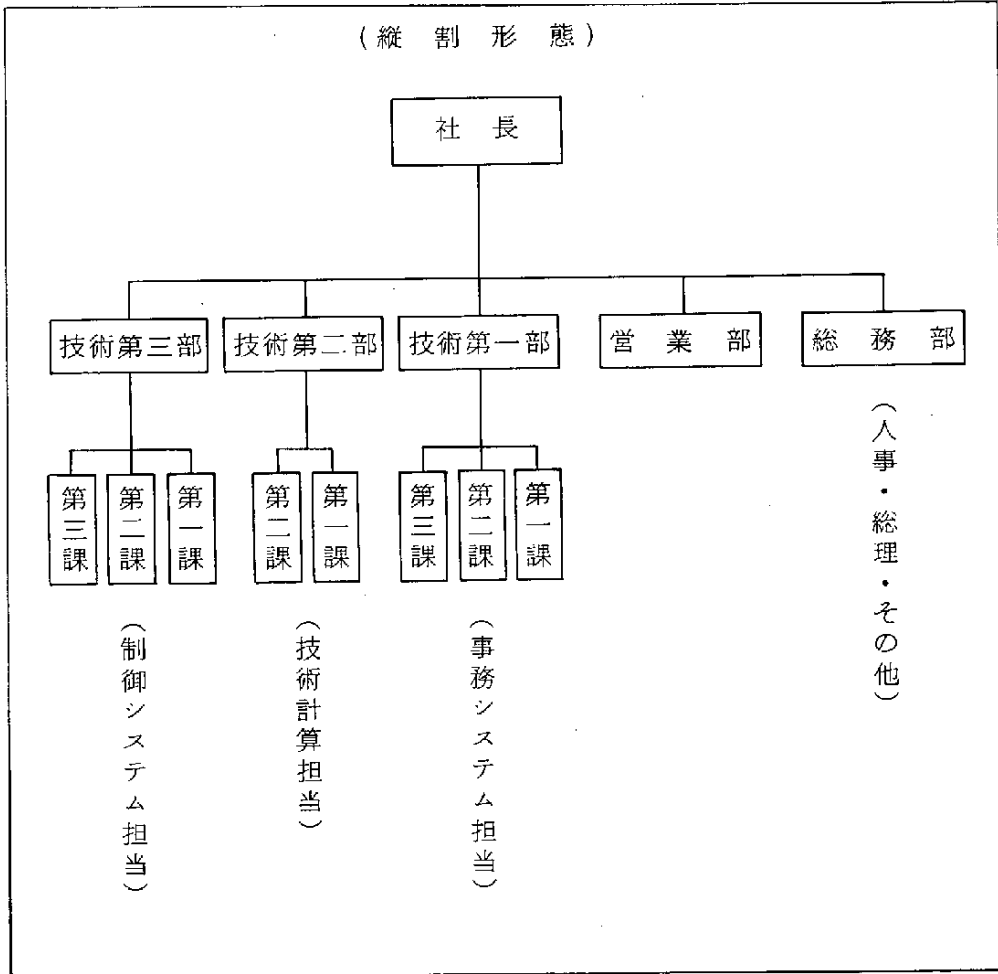 (縦割形態)
社長
技術第三部
技術第二部
技術第一部
営業部
総務部
第三課
第二課
第一課
第二課
第一課
第三課
第二課
第一課
(制御システム担当)
(技術計算担当)
(事務システム担当)
(人事・総理・その他)